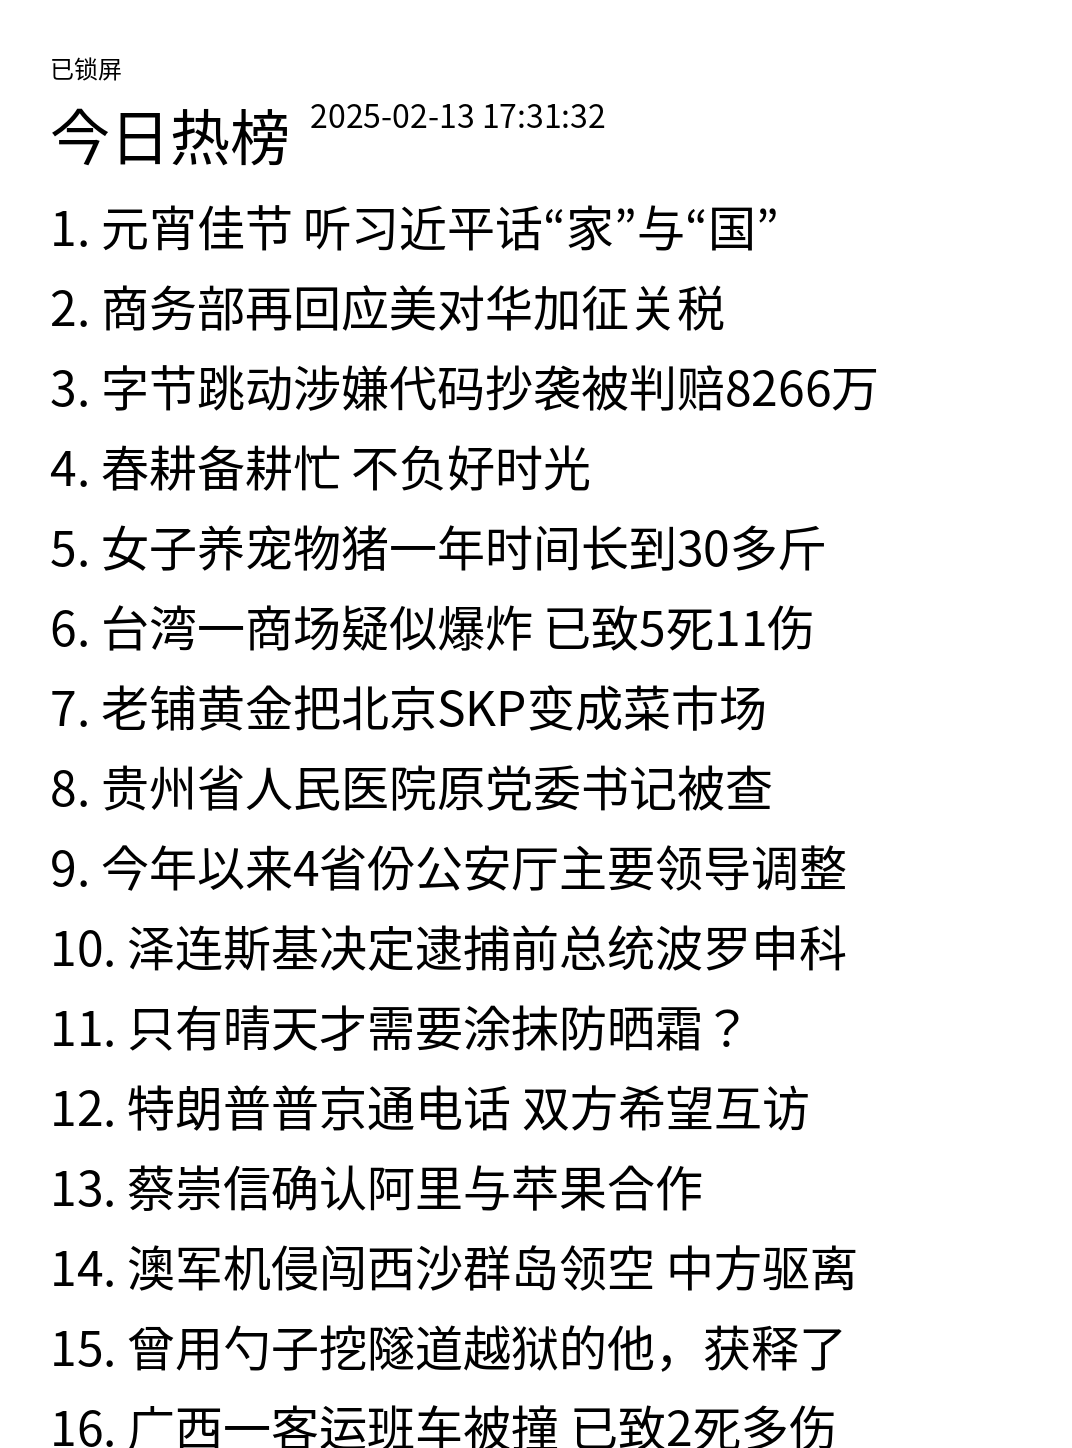 已锁屏
今日热榜 2025-02-13 17:31:32
1. 元宵佳节 听习近平话“家”与“国”
2. 商务部再回应美对华加征关税
3. 字节跳动涉嫌代码抄袭被判赔8266万
4. 春耕备耕忙 不负好时光
5. 女子养宠物猪一年时间长到30多斤
6. 台湾一商场疑似爆炸 已致5死11伤
7. 老铺黄金把北京SKP变成菜市场
8. 贵州省人民医院原党委书记被查
9. 今年以来4省份公安厅主要领导调整
10. 泽连斯基决定逮捕前总统波罗申科
11. 只有晴天才需要涂抹防晒霜？
12. 特朗普普京通电话 双方希望互访
13. 蔡崇信确认阿里与苹果合作
14. 澳军机侵闯西沙群岛领空 中方驱离
15. 曾用勺子挖隧道越狱的他，获释了
16. 广西一客运班车被撞 已致2死多伤